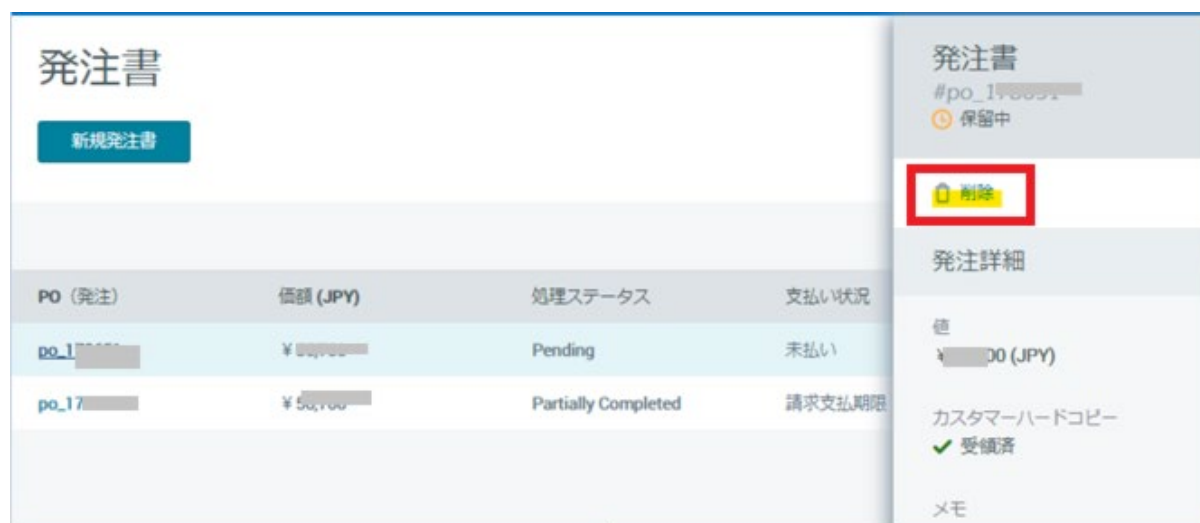 発注書
新規発注書
PO（発注） 価額 (JPY) 処理ステータス 支払い状況
po_1 ¥ Pending 未払い
po_17 ¥ Partially Completed 請求支払期限
発注書
#po_1
保留中
削除
発注詳細
値
00 (JPY)
カスタマーハードコピー
受領済
メモ